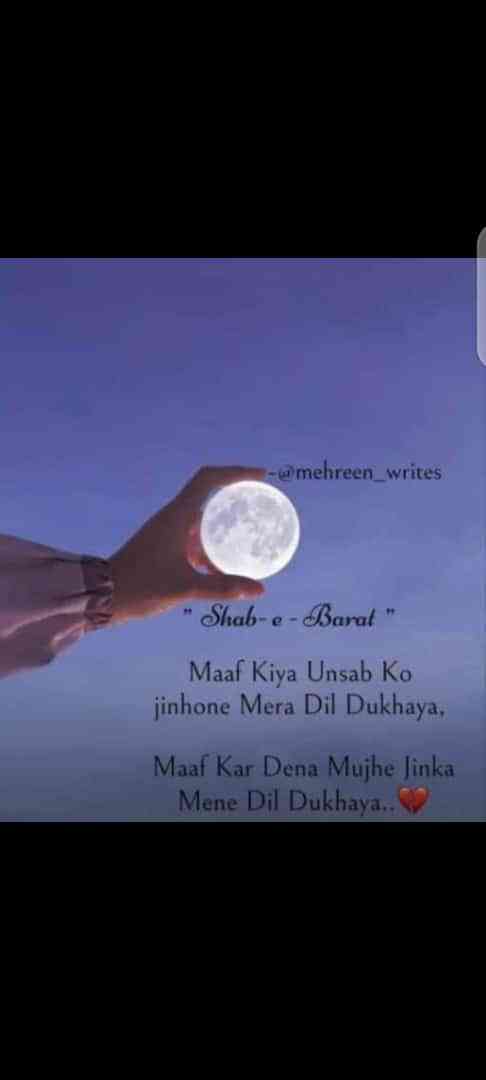 -@mehreen_writes
" Shab- e - Barat "
Maaf Kiya Unsab Ko
jinhone Mera Dil Dukhaya,
Maaf Kar Dena Mujhe Jinka
Mene Dil Dukhaya..💔